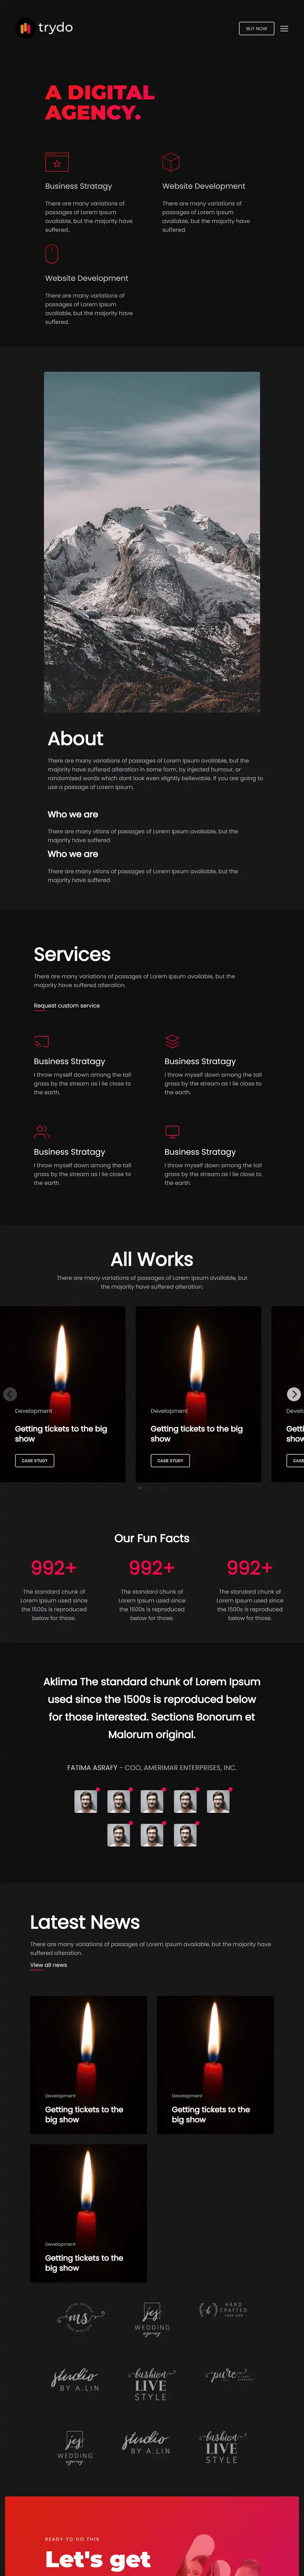 trydo
BUY NOW
A DIGITAL
AGENCY.
Business Stratagy
There are many variations of
passages of Lorem Ipsum
available, but the majority have
suffered..
Website Development
There are many variations of
passages of Lorem Ipsum
available, but the majority have
suffered.
Website Development
There are many variations of
passages of Lorem Ipsum
available, but the majority have
suffered.
About
There are many variations of passages of Lorem Ipsum available, but the
majority have suffered alteration in some form, by injected humour, or
randomised words which dont look even slightly believable. If you are going to
use a passage of Lorem Ipsum,
Who we are
There are many vtions of passages of Lorem Ipsum available, but the
majority have suffered
Who we are
There are many vtions of passages of Lorem Ipsum available, but the
majority have suffered
Services
There are many variations of passages of Lorem Ipsum available, but the
majority have suffered alteration.
Request custom service
Business Stratagy
I throw myself down among the tall
grass by the stream as I lie close to
the earth.
Business Stratagy
I throw myself down among the tall
grass by the stream as I lie close to
the earth.
Business Stratagy
I throw myself down among the tall
grass by the stream as I lie close to
the earth.
Business Stratagy
I throw myself down among the tall
grass by the stream as I lie close to
the earth.
All Works
There are many variations of passages of Lorem Ipsum available, but
the majority have suffered alteration.
Development
Getting tickets to the big
show
CASE STUDY
Development
Getting tickets to the big
show
CASE STUDY
Develo
Getti
show
CASE
Our Fun Facts
992+
The standard chunk of
Lorem Ipsum used since
the 1500s is reproduced
below for those.
992+
The standard chunk of
Lorem Ipsum used since
the 1500s is reproduced
below for those.
992+
The standard chunk of
Lorem Ipsum used since
the 1500s is reproduced
below for those.
Aklima The standard chunk of Lorem Ipsum
used since the 1500s is reproduced below
for those interested. Sections Bonorum et
Malorum original.
FATIMA ASRAFY - COO, AMERIMAR ENTERPRISES, INC.
Latest News
There are many variations of passages of Lorem Ipsum available, but the majority have
suffered alteration.
View all news
Development
Getting tickets to the
big show
Development
Getting tickets to the
big show
Development
Getting tickets to the
big show
ms
jes
WEDDING
agency
HAND
CRAFTED
studio
BY A.LIN
fashion
LIVE
STYLE
pure
jes
WEDDING
agency
studio
BY A.LIN
fashion
LIVE
STYLE
READY TO DO THIS
Let's get